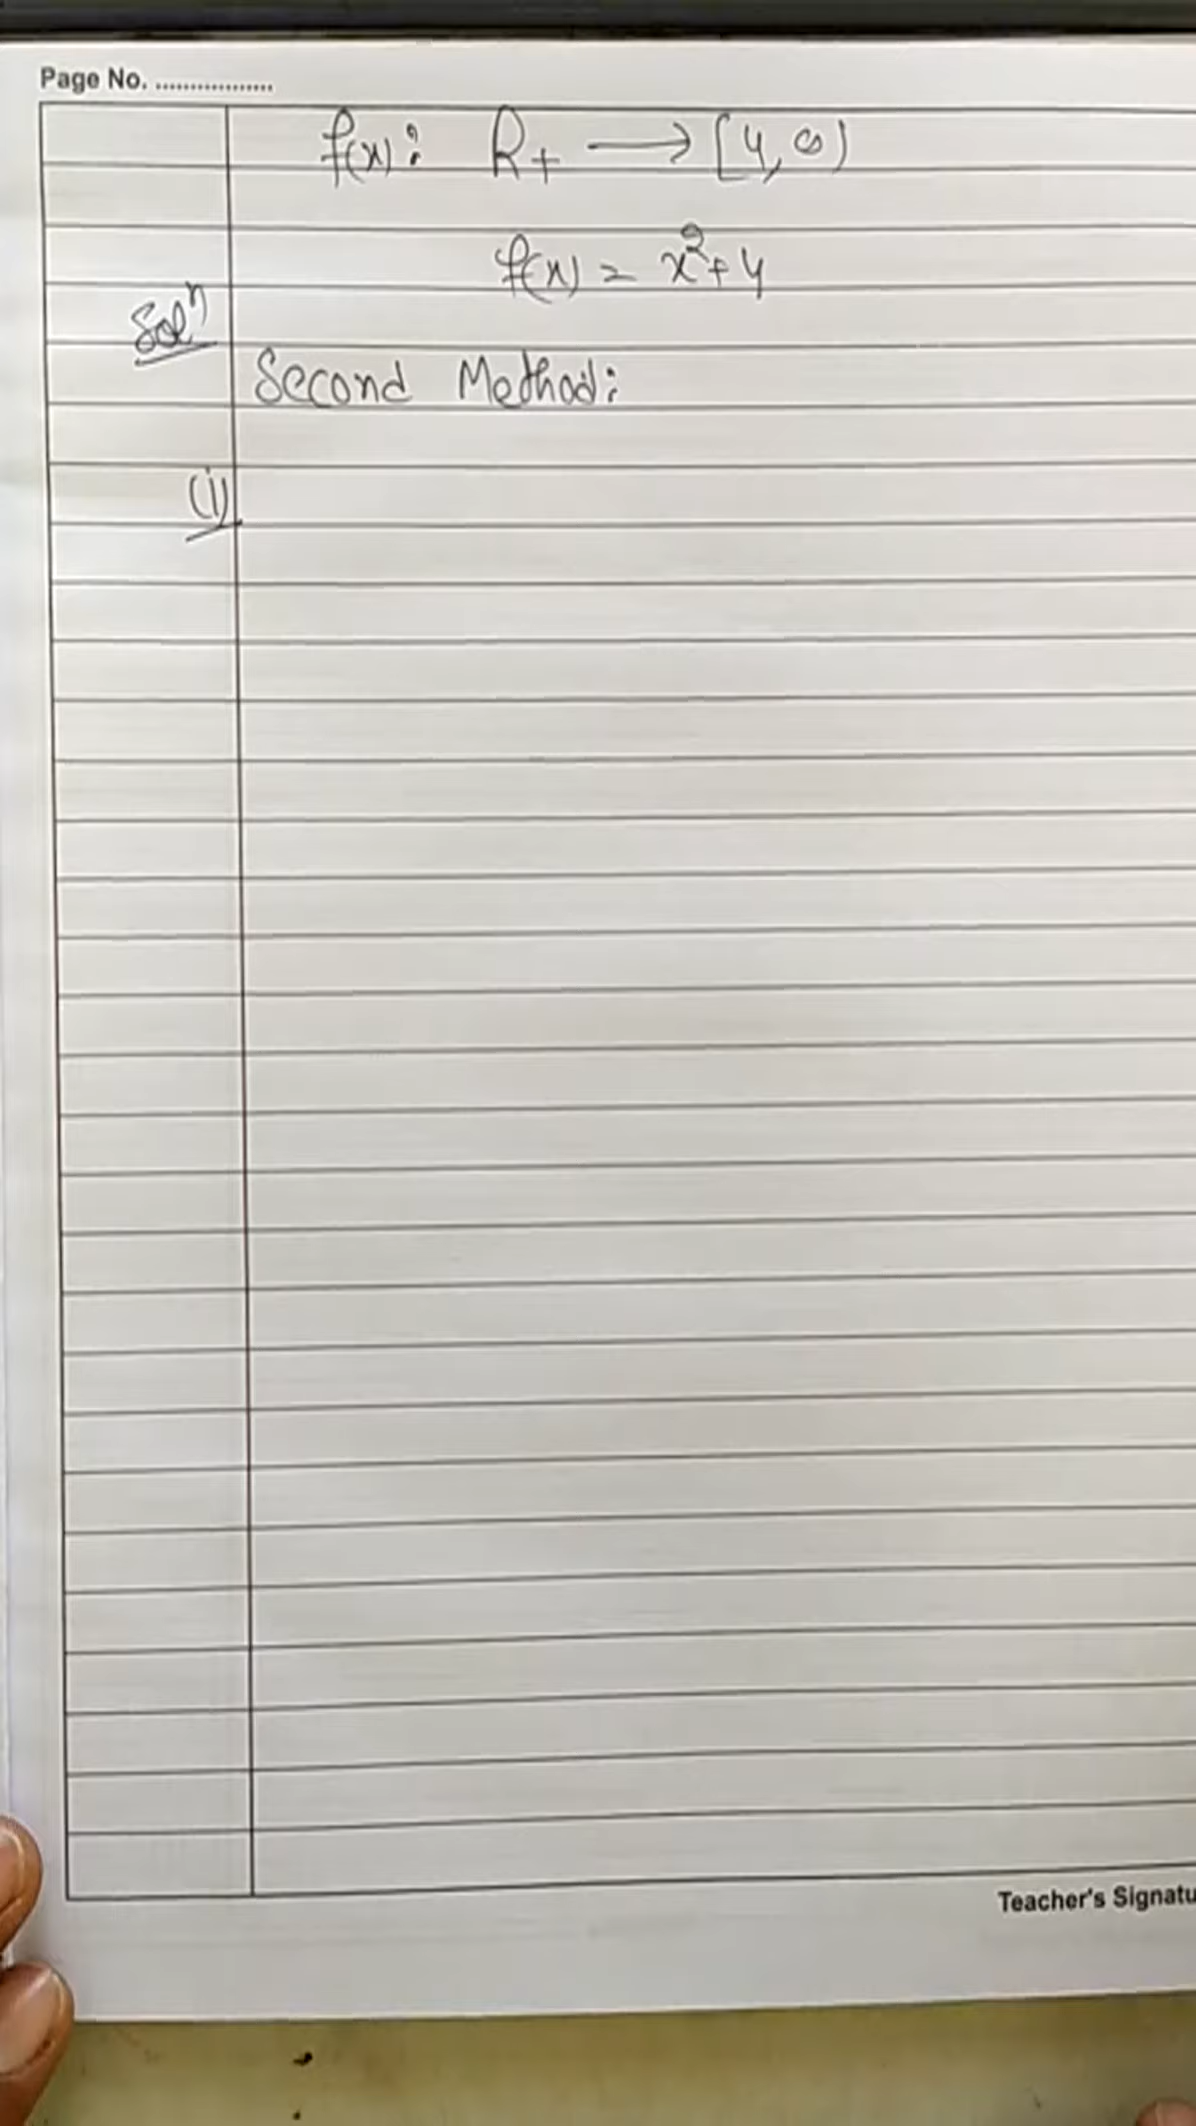 Page No. ..................
f(x): R+ → [4, ∞)
f(x) = x²+4
Solⁿ
Second Method:
(i)
Teacher's Signatu